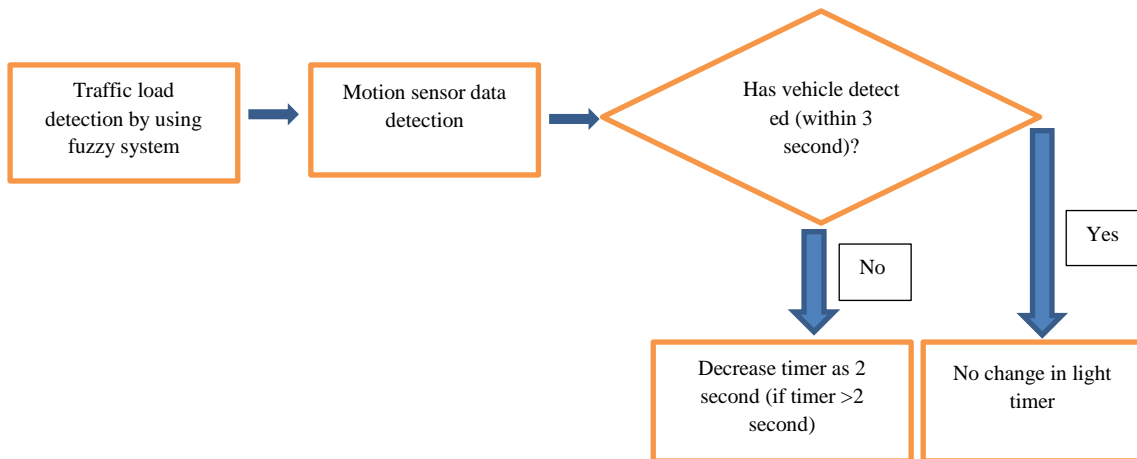 Traffic load
detection by using
fuzzy system
Motion sensor data
detection
Has vehicle detect
ed (within 3
second)?
No
Yes
Decrease timer as 2
second (if timer >2
second)
No change in light
timer